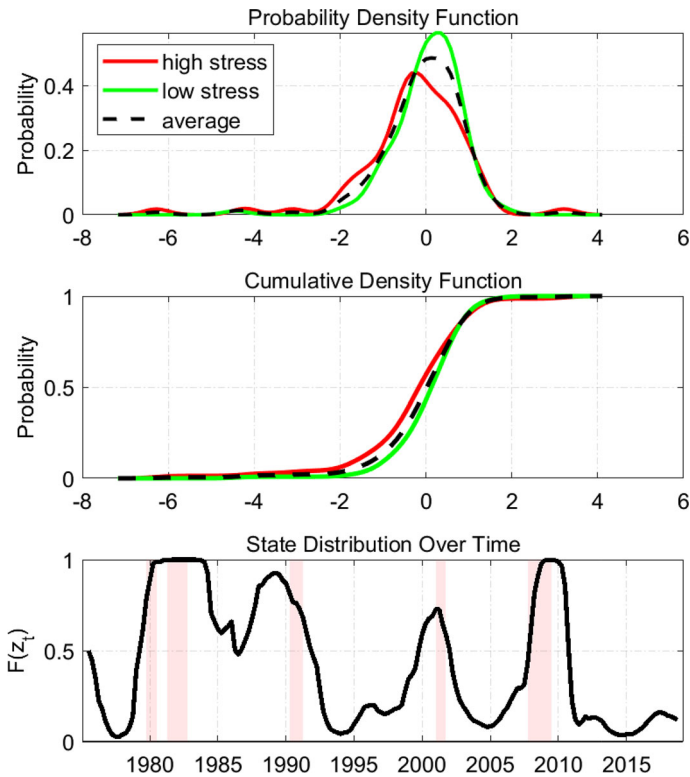 Probability Density Function
high stress
low stress
average
Probability
0.4
0.2
0
-8 -6 -4 -2 0 2 4 6
Cumulative Density Function
Probability
1
0.5
0
-8 -6 -4 -2 0 2 4 6
State Distribution Over Time
F(z_t)
1
0.5
0
1980 1985 1990 1995 2000 2005 2010 2015